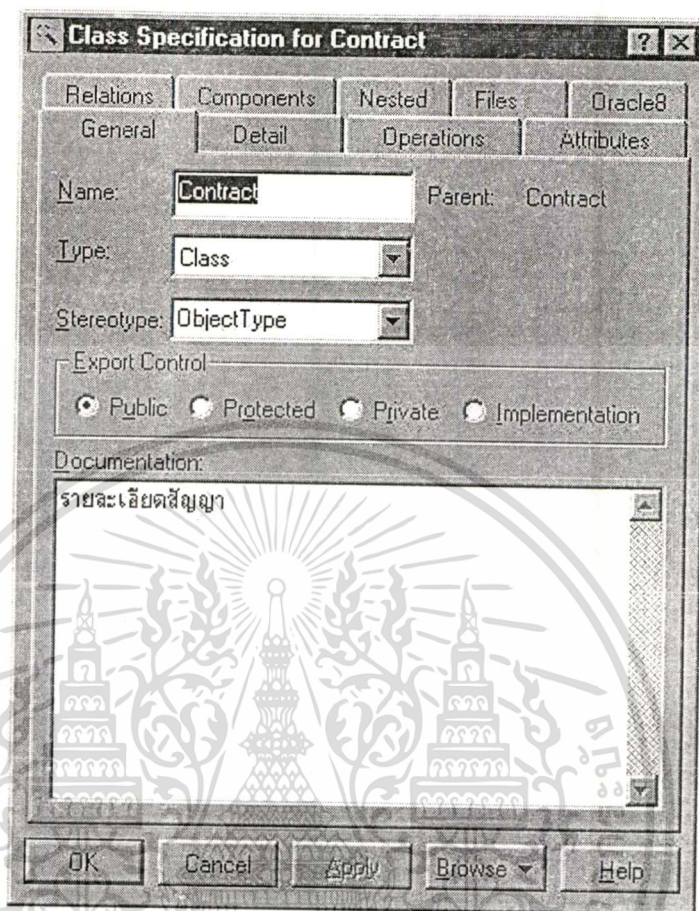 Class Specification for Contract
Relations Components Nested Files Oracle8
General Detail Operations Attributes
Name: Contract Parent: Contract
Type: Class
Stereotype: ObjectType
Export Control
Public Protected Private Implementation
Documentation:
รายละเอียดสัญญา
OK Cancel Apply Browse Help